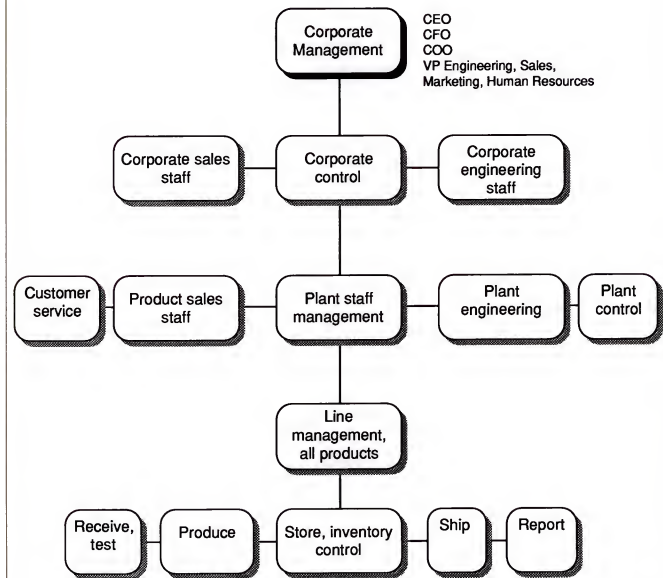 Corporate
Management
CEO
CFO
COO
VP Engineering, Sales,
Marketing, Human Resources
Corporate sales
staff
Corporate
control
Corporate
engineering
staff
Customer
service
Product sales
staff
Plant staff
management
Plant
engineering
Plant
control
Line
management,
all products
Receive,
test
Produce
Store, inventory
control
Ship
Report